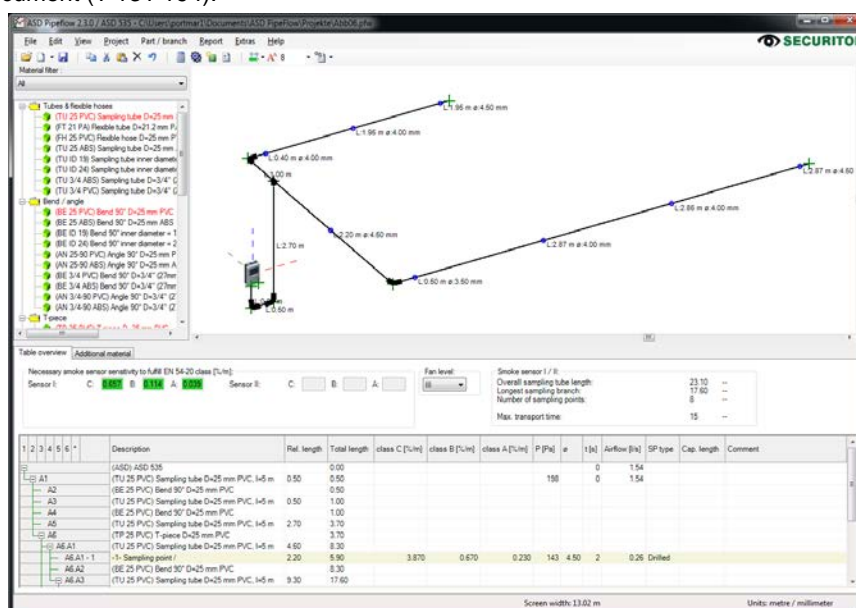 ASD Pipeflow 2.3.0 / ASD 535 - C:\Users\portmar1\Documents\ASD PipeFlow\Projekte\Abb06.pfw
File Edit View Project Part / branch Report Extras Help
SECURITO
Material filter :
All
Tubes & flexible hoses
(TU 25 PVC) Sampling tube D=25 mm
(FT 21 PA) Flexible tube D=21.2 mm P
(FH 25 PVC) Flexible hose D=25 mm P
(TU 25 ABS) Sampling tube D=25 mm
(TU ID 19) Sampling tube inner diamet
(TU ID 24) Sampling tube inner diamet
(TU 3/4 ABS) Sampling tube D=3/4" (2
(TU 3/4 PVC) Sampling tube D=3/4" (2
Bend / angle
(BE 25 PVC) Bend 90° D=25 mm PVC
(BE 25 ABS) Bend 90° D=25 mm ABS
(BE ID 19) Bend 90° inner diameter = 1
(BE ID 24) Bend 90° inner diameter = 2
(AN 25-90 PVC) Angle 90° D=25 mm P
(AN 25-90 ABS) Angle 90° D=25 mm A
(BE 3/4 PVC) Bend 90° D=3/4" (27mm
(BE 3/4 ABS) Bend 90° D=3/4" (27mm
(AN 3/4-90 PVC) Angle 90° D=3/4" (2
(AN 3/4-90 ABS) Angle 90° D=3/4" (2
T-piece
L:1.95 m ø:4.50 mm
L:1.95 m ø:4.00 mm
L:0.40 m ø:4.00 mm
L:2.87 m ø:4.50
L:2.86 m ø:4.00 mm
L:2.20 m ø:4.50 mm
L:2.70 m
L:2.87 m ø:4.00 mm
L:0.50 m ø:3.50 mm
L:0.50 m
Table overview Additional material
Necessary smoke sensor sensitivity to fulfill EN 54-20 class [%/m]:
Sensor I: C: 0.657 B: 0.114 A: 0.039 Sensor II: C: B: A:
Fan level:
III
Smoke sensor I / II:
Overall sampling tube length: 23.10 --
Longest sampling branch: 17.60 --
Number of sampling points: 8 --
Max. transport time: 15 --
1 2 3 4 5 6 * Description Rel. length Total length class C [%/m] class B [%/m] class A [%/m] P [Pa] ø t [s] Airflow [l/s] SP type Cap. length Comment
(ASD) ASD 535 0.00 0 1.54
A1 (TU 25 PVC) Sampling tube D=25 mm PVC, l=5 m 0.50 0.50 198 0 1.54
A2 (BE 25 PVC) Bend 90° D=25 mm PVC 0.50
A3 (TU 25 PVC) Sampling tube D=25 mm PVC, l=5 m 0.50 1.00
A4 (BE 25 PVC) Bend 90° D=25 mm PVC 1.00
A5 (TU 25 PVC) Sampling tube D=25 mm PVC, l=5 m 2.70 3.70
A6 (TP 25 PVC) T-piece D=25 mm PVC 3.70
A6.A1 (TU 25 PVC) Sampling tube D=25 mm PVC, l=5 m 4.60 8.30
A6.A1 - 1 -1- Sampling point / 2.20 5.90 3.870 0.670 0.230 143 4.50 2 0.26 Drilled
A6.A2 (BE 25 PVC) Bend 90° D=25 mm PVC 8.30
A6.A3 (TU 25 PVC) Sampling tube D=25 mm PVC, l=5 m 9.30 17.60
Screen width: 13.02 m Units: metre / millimeter